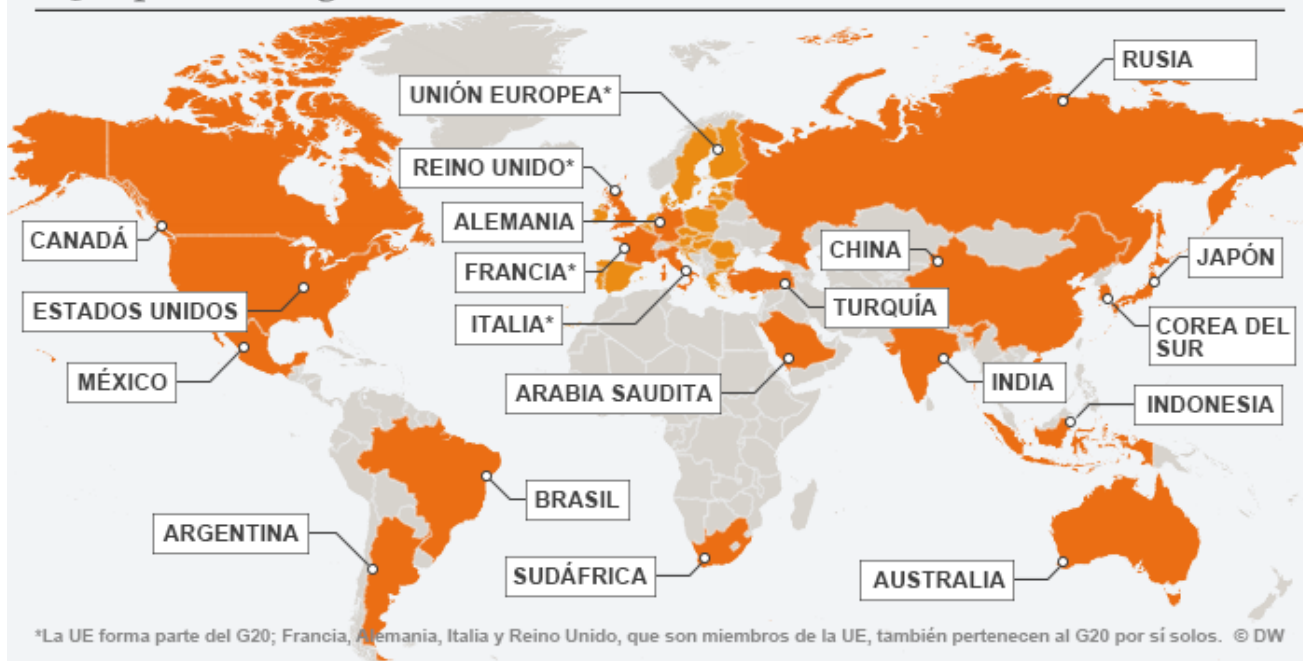 RUSIA
UNIÓN EUROPEA*
REINO UNIDO*
ALEMANIA
CANADÁ
FRANCIA*
CHINA
JAPÓN
ESTADOS UNIDOS
ITALIA*
TURQUÍA
COREA DEL
SUR
MÉXICO
ARABIA SAUDITA
INDIA
INDONESIA
BRASIL
ARGENTINA
SUDÁFRICA
AUSTRALIA
*La UE forma parte del G20; Francia, Alemania, Italia y Reino Unido, que son miembros de la UE, también pertenecen al G20 por sí solos. © DW